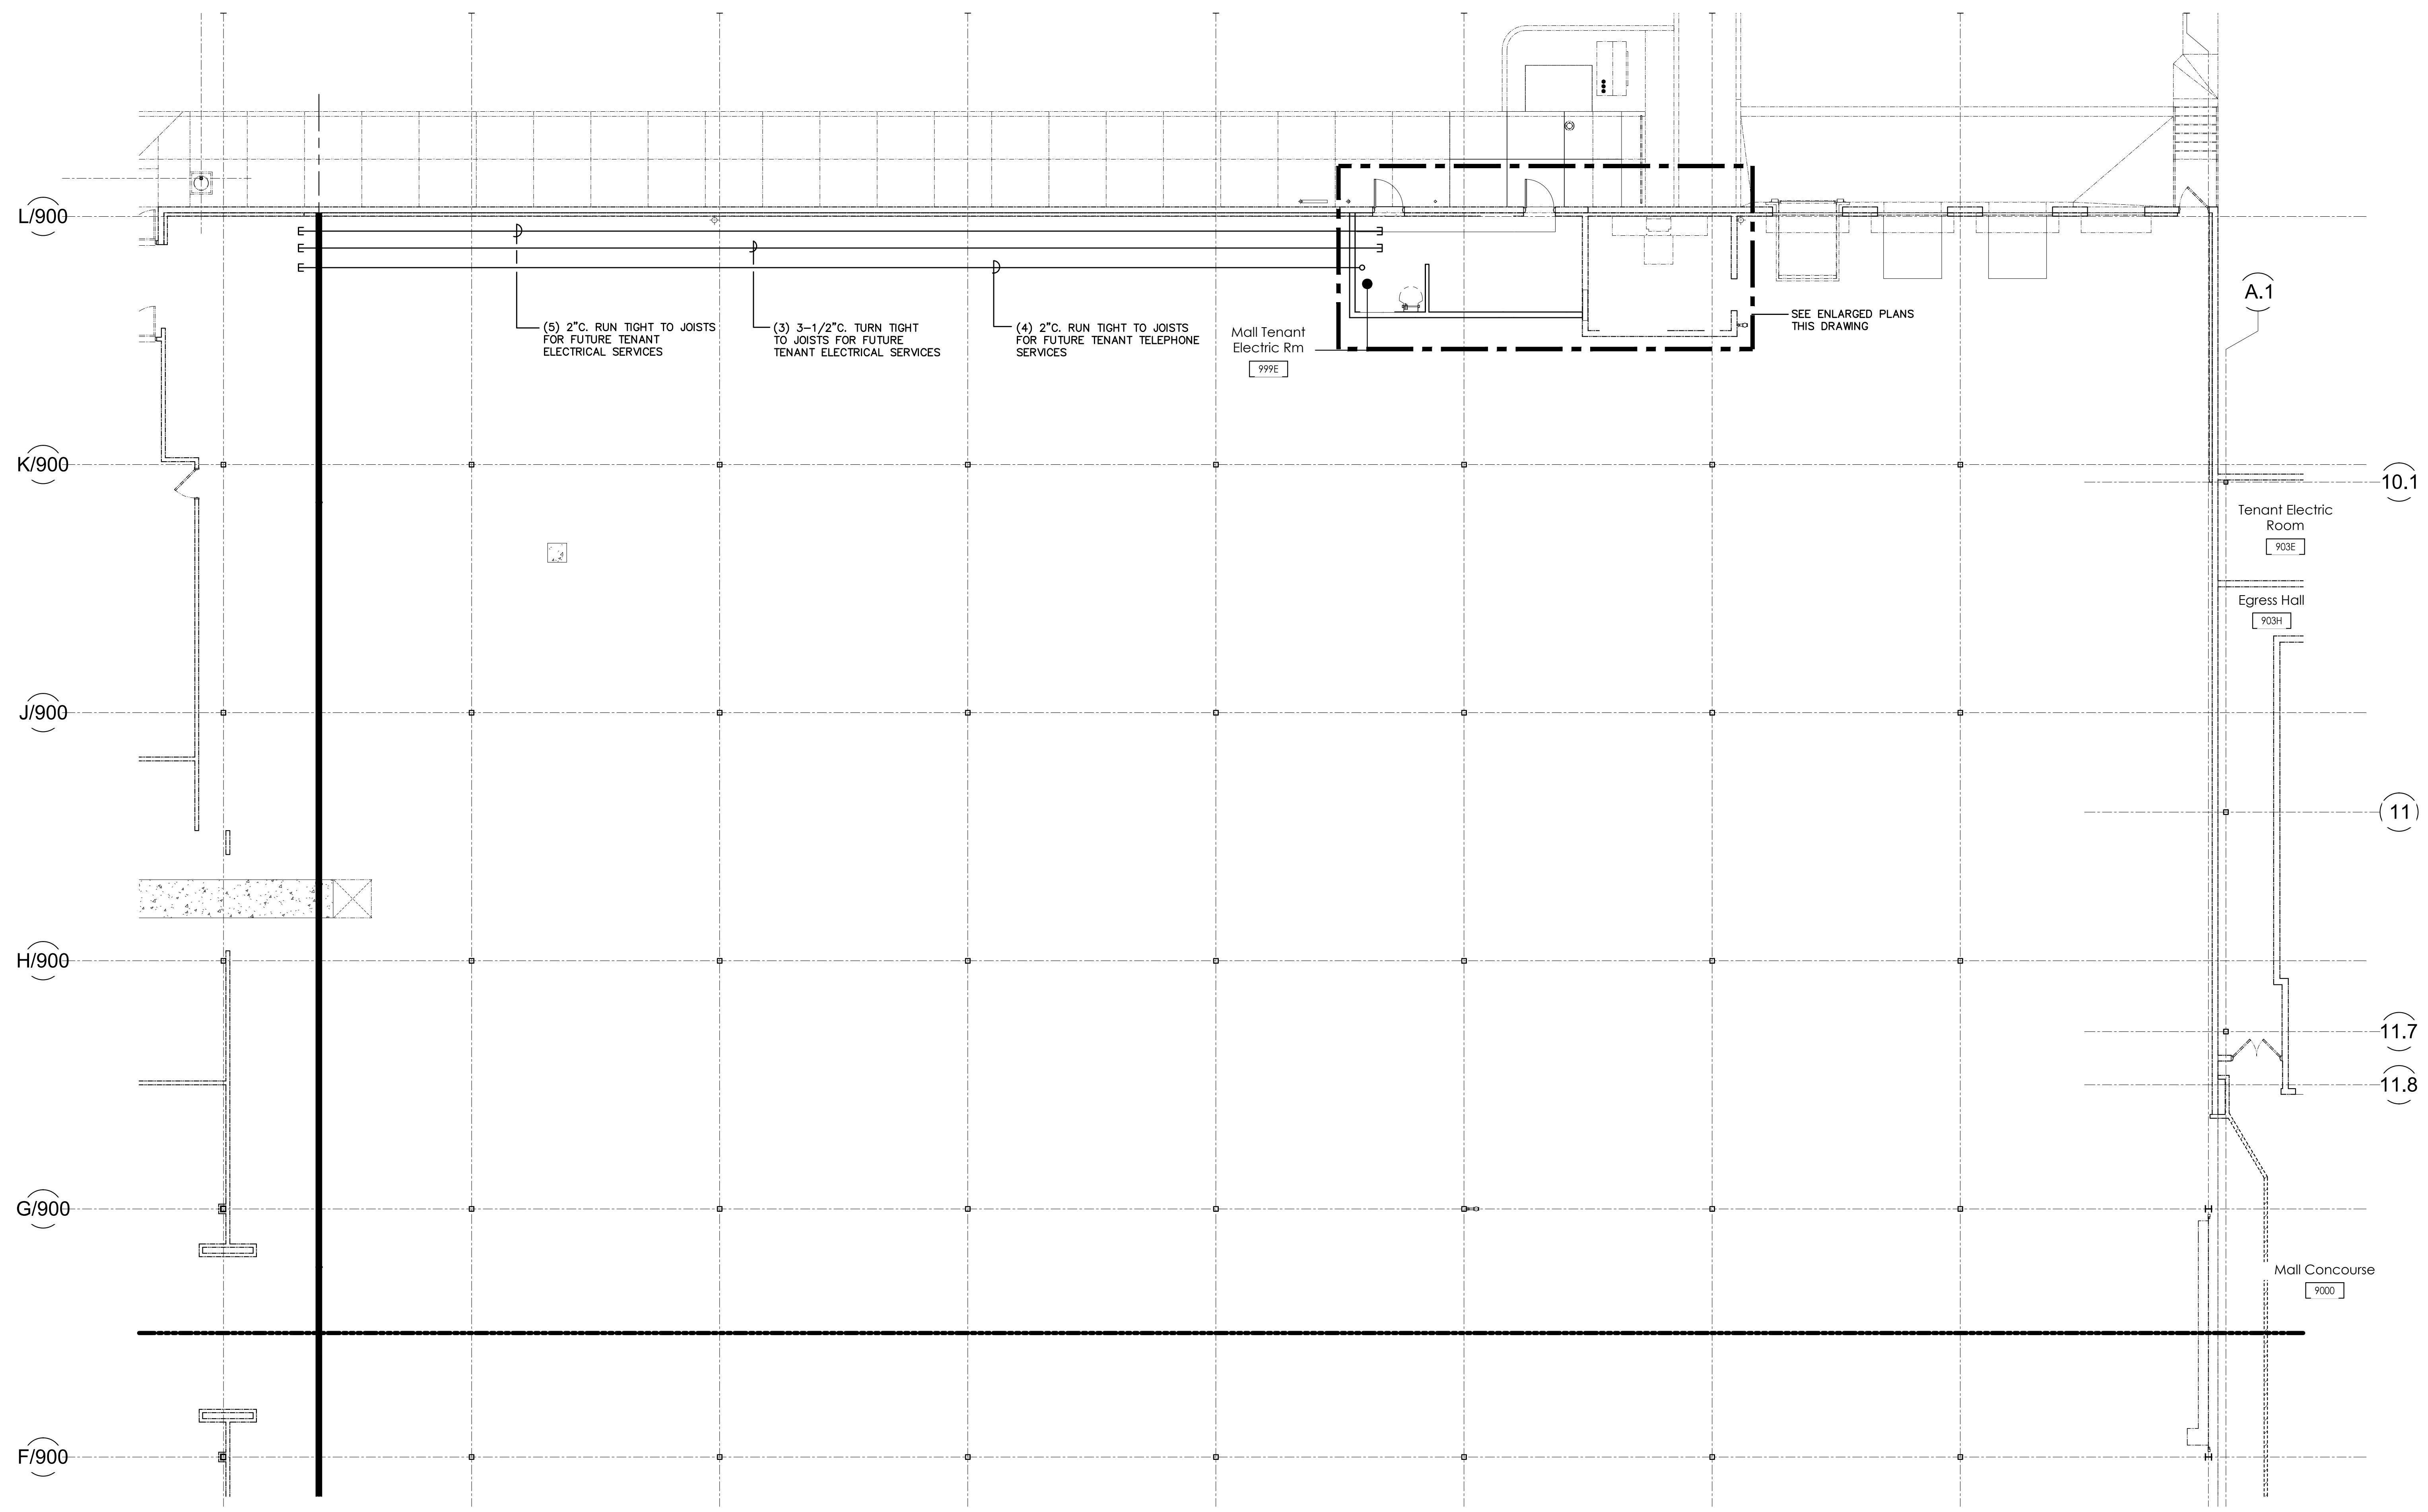 L/900
A.1
(5) 2"C. RUN TIGHT TO JOISTS
FOR FUTURE TENANT
ELECTRICAL SERVICES
(3) 3-1/2"C. TURN TIGHT
TO JOISTS FOR FUTURE
TENANT ELECTRICAL SERVICES
(4) 2"C. RUN TIGHT TO JOISTS
FOR FUTURE TENANT TELEPHONE
SERVICES
Mall Tenant
Electric Rm
999E
SEE ENLARGED PLANS
THIS DRAWING
K/900
10.1
Tenant Electric
Room
903E
Egress Hall
903H
J/900
11
H/900
11.7
11.8
G/900
Mall Concourse
9000
F/900